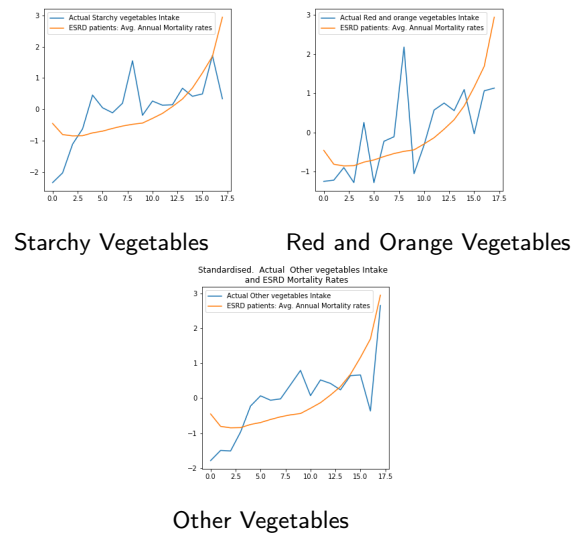 Actual Starchy vegetables Intake
ESRD patients: Avg. Annual Mortality rates
3
2
1
0
−1
−2
0.0 2.5 5.0 7.5 10.0 12.5 15.0 17.5
Starchy Vegetables
Actual Red and orange vegetables Intake
ESRD patients: Avg. Annual Mortality rates
3
2
1
0
−1
0.0 2.5 5.0 7.5 10.0 12.5 15.0 17.5
Red and Orange Vegetables
Standardised. Actual Other vegetables Intake
and ESRD Mortality Rates
Actual Other vegetables Intake
ESRD patients: Avg. Annual Mortality rates
3
2
1
0
−1
−2
0.0 2.5 5.0 7.5 10.0 12.5 15.0 17.5
Other Vegetables